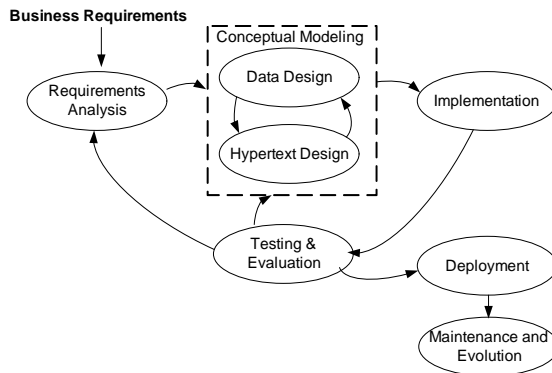 Business Requirements
Conceptual Modeling
Requirements
Analysis
Data Design
Hypertext Design
Implementation
Testing &
Evaluation
Deployment
Maintenance and
Evolution